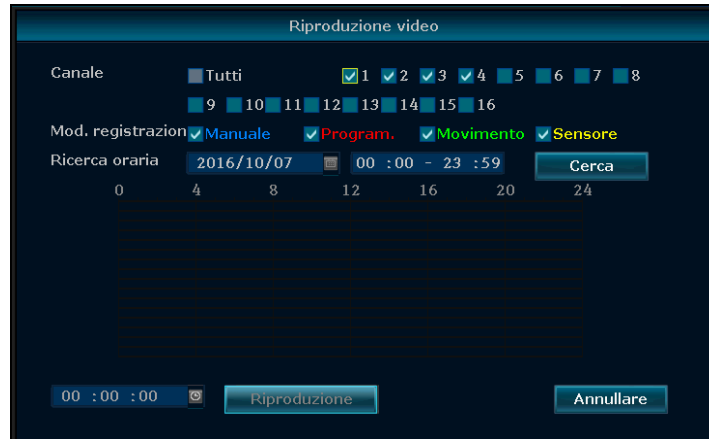 Riproduzione video
Canale Tutti 1 2 3 4 5 6 7 8
9 10 11 12 13 14 15 16
Mod. registrazion Manuale Program. Movimento Sensore
Ricerca oraria 2016/10/07 00 :00 - 23 :59 Cerca
0 4 8 12 16 20 24
00 :00 :00 Riproduzione Annullare